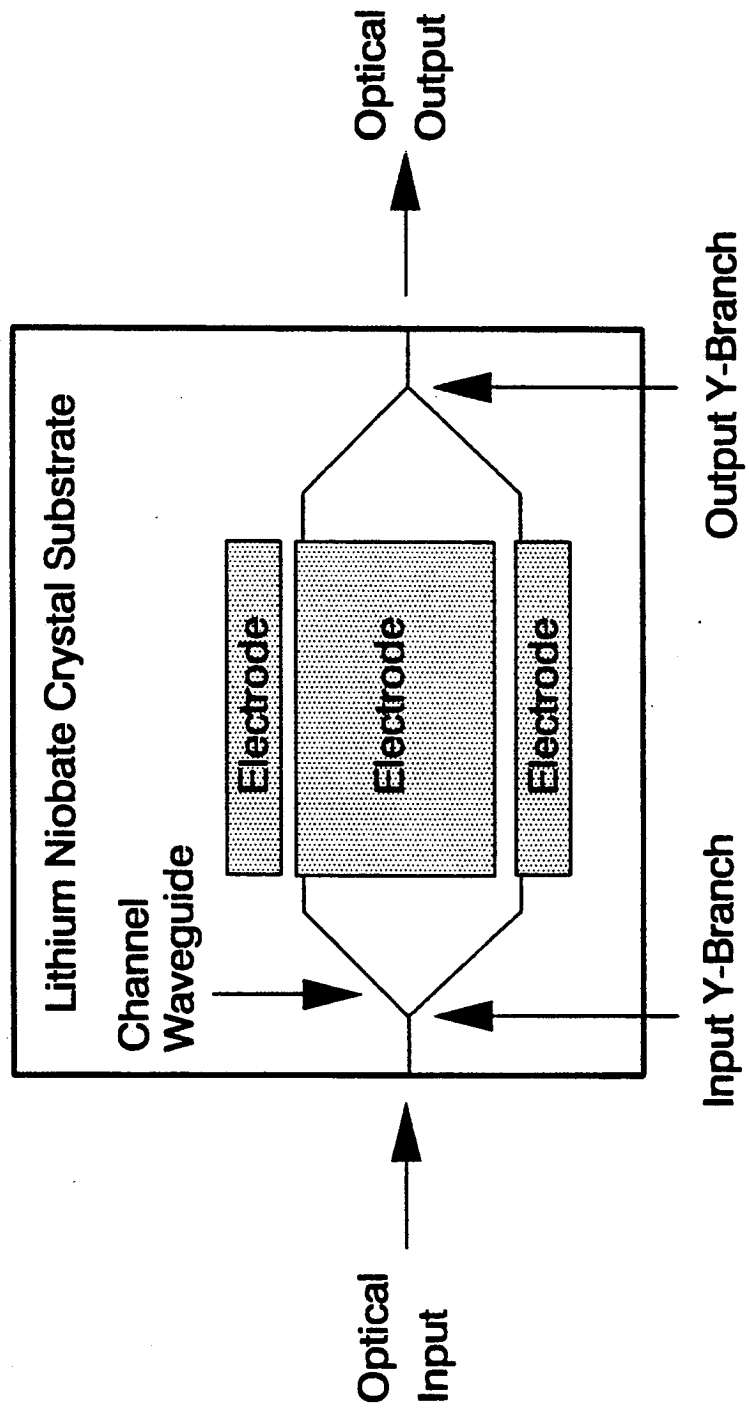 Lithium Niobate Crystal Substrate
Channel
Waveguide
Electrode
Electrode
Electrode
Optical
Input
Optical
Output
Input Y-Branch
Output Y-Branch